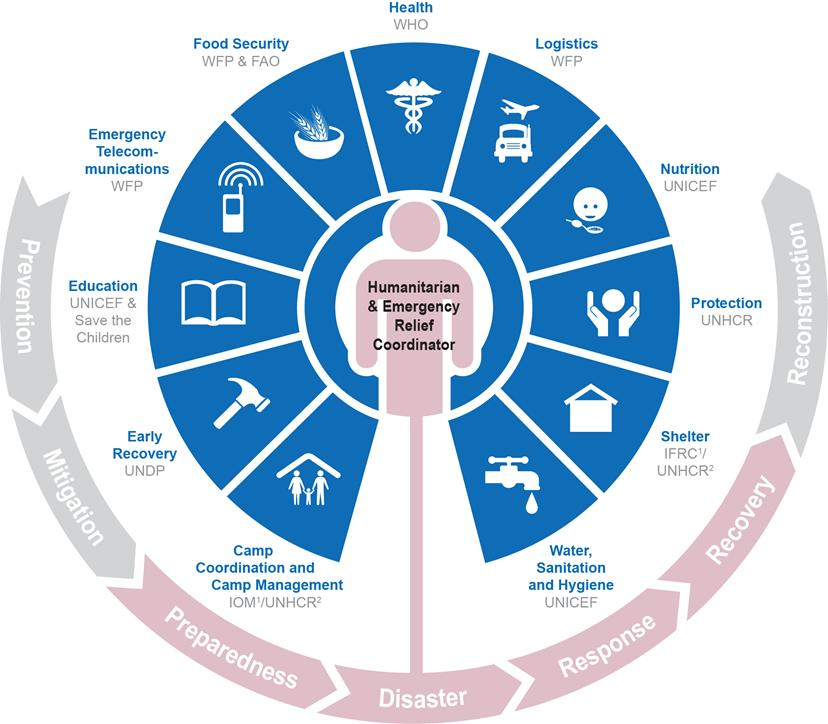 Health
WHO
Logistics
WFP
Nutrition
UNICEF
Protection
UNHCR
Shelter
IFRC¹/
UNHCR²
Water,
Sanitation
and Hygiene
UNICEF
Camp
Coordination and
Camp Management
IOM¹/UNHCR²
Early
Recovery
UNDP
Education
UNICEF &
Save the
Children
Emergency
Telecom-
munications
WFP
Food Security
WFP & FAO
Humanitarian
& Emergency
Relief
Coordinator
Prevention
Mitigation
Preparedness
Disaster
Response
Recovery
Reconstruction